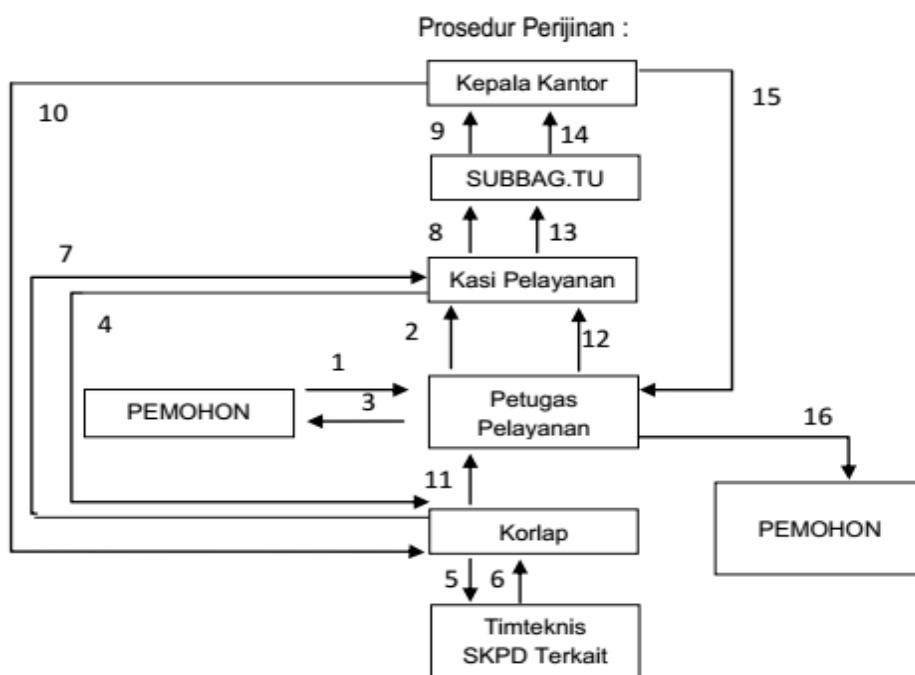 Prosedur Perijinan :
Kepala Kantor
10
15
9
14
SUBBAG.TU
8
13
7
Kasi Pelayanan
4
2
12
1
3
PEMOHON
Petugas
Pelayanan
16
11
PEMOHON
Korlap
5
6
Timteknis
SKPD Terkait